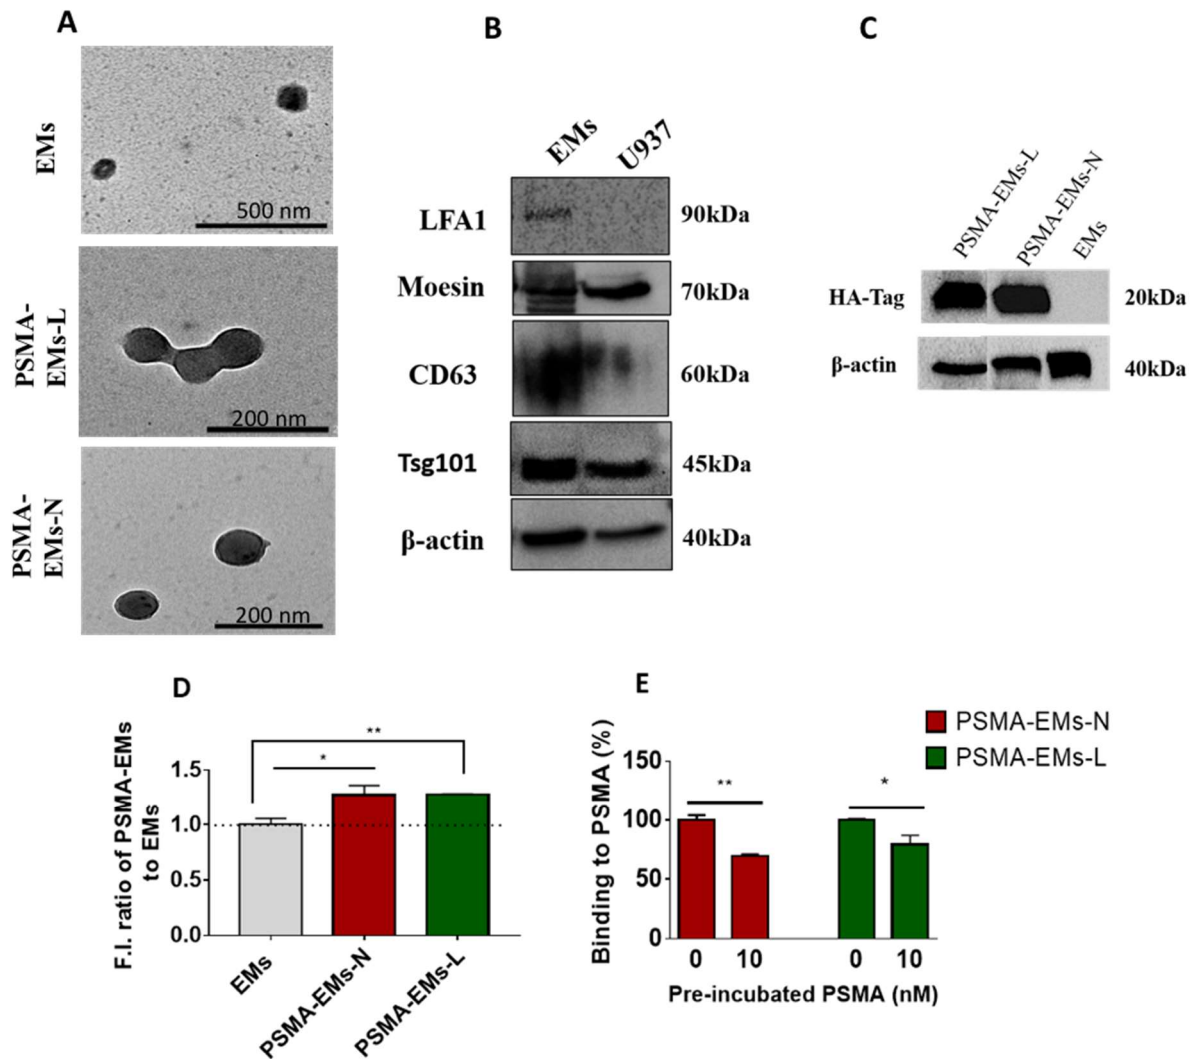 A
EMs
500 nm
PSMA-
EMs-L
200 nm
PSMA-
EMs-N
200 nm
B
EMs
U937
LFA1
90kDa
Moesin
70kDa
CD63
60kDa
Tsg101
45kDa
β-actin
40kDa
C
PSMA-EMs-L
PSMA-EMs-N
EMs
HA-Tag
20kDa
β-actin
40kDa
D
F.I. ratio of PSMA-EMs
to EMs
1.5
1.0
0.5
0.0
**
*
EMs
PSMA-EMs-N
PSMA-EMs-L
E
PSMA-EMs-N
PSMA-EMs-L
Binding to PSMA (%)
150
100
50
0
**
*
0 10 0 10
Pre-incubated PSMA (nM)